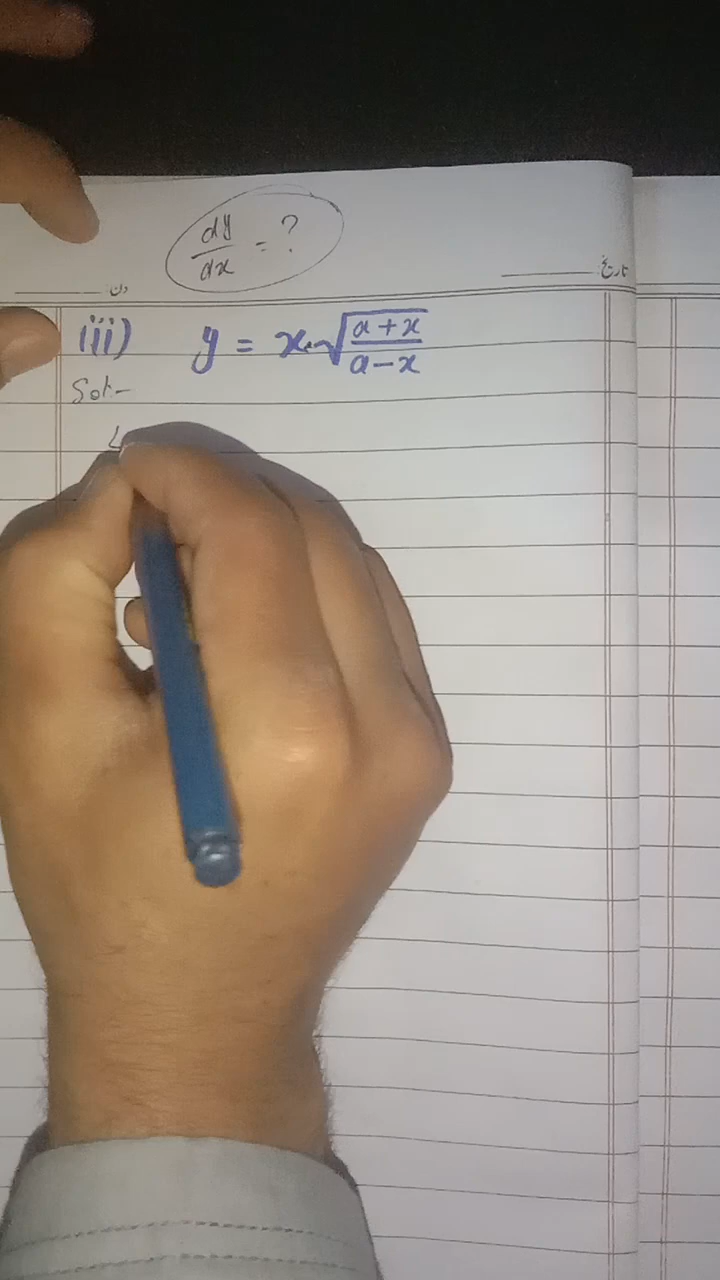 dy/dx = ?
دن: تاریخ
iii) y = x·√((a+x)/(a−x))
Sol:-